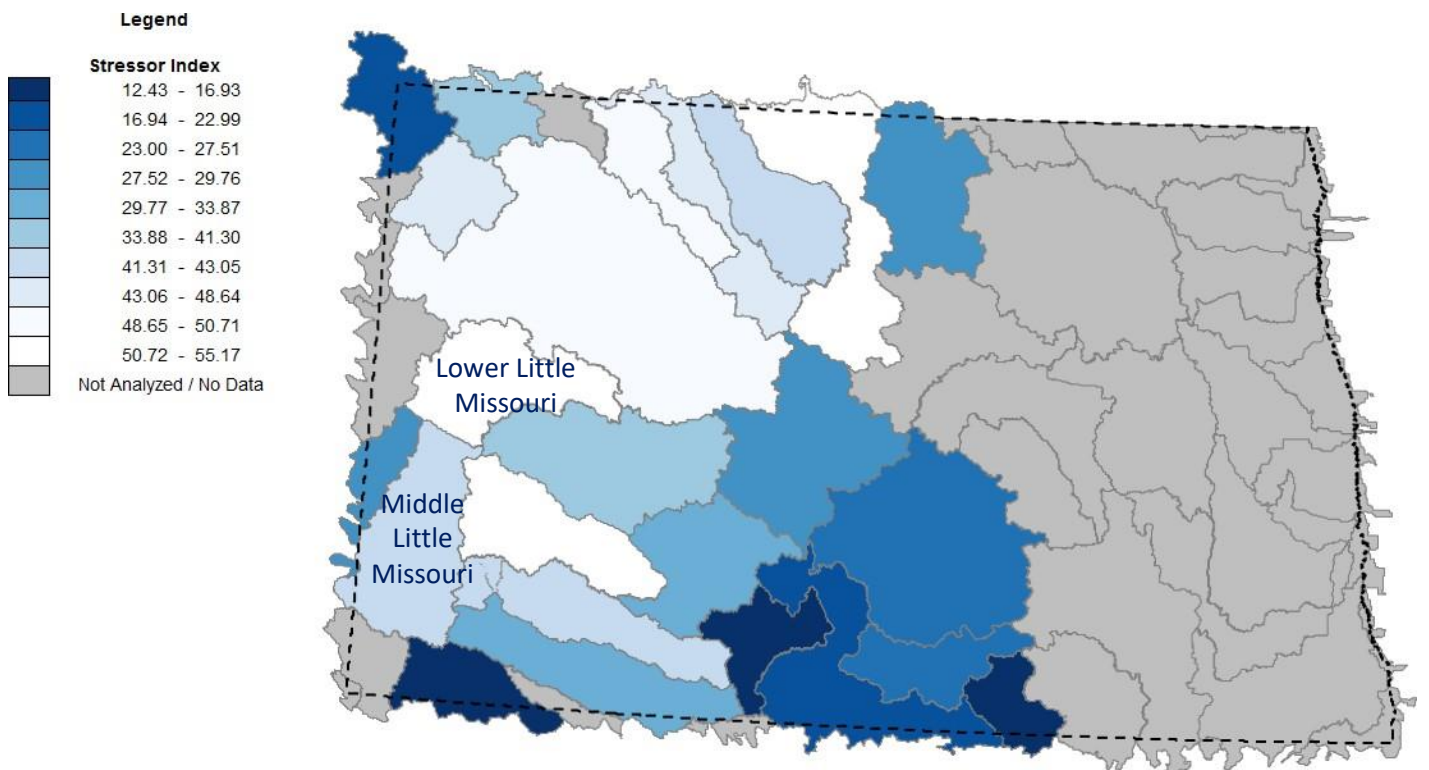 Legend
Stressor Index
12.43 - 16.93
16.94 - 22.99
23.00 - 27.51
27.52 - 29.76
29.77 - 33.87
33.88 - 41.30
41.31 - 43.05
43.06 - 48.64
48.65 - 50.71
50.72 - 55.17
Not Analyzed / No Data
Lower Little
Missouri
Middle
Little
Missouri